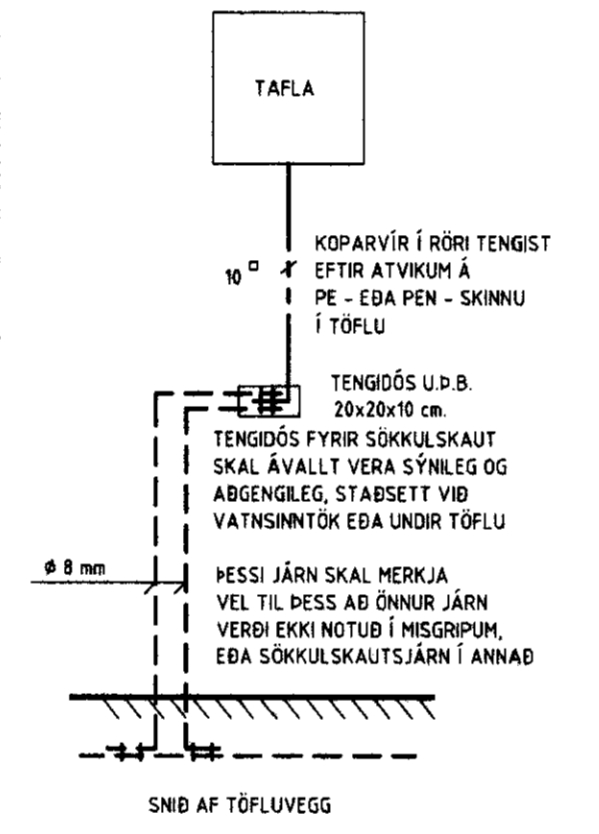 TAFLA
KOPARVÍR Í RÖRI TENGIST
EFTIR ATVIKUM Á
PE - EÐA PEN - SKINNU
Í TÖFLU
10 □
TENGIDÓS U.Þ.B.
20x20x10 cm.
TENGIDÓS FYRIR SÖKKULSKAUT
SKAL ÁVALLT VERA SÝNILEG OG
AÐGENGILEG, STAÐSETT VIÐ
VATNSINNTÖK EÐA UNDIR TÖFLU
ø 8 mm
ÞESSI JÁRN SKAL MERKJA
VEL TIL ÞESS AÐ ÖNNUR JÁRN
VERÐI EKKI NOTUÐ Í MISGRIPUM,
EÐA SÖKKULSKAUTSJÁRN Í ANNAÐ
SNIÐ AF TÖFLUVEGG